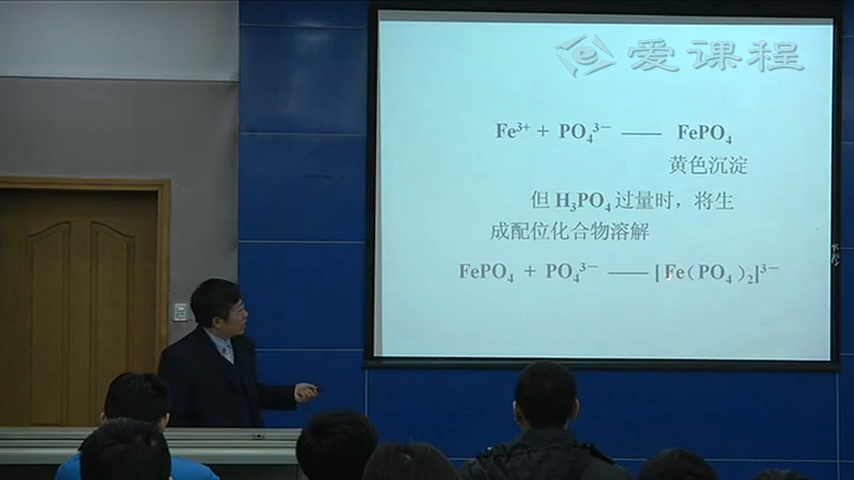 爱课程
Fe³⁺ + PO₄³⁻ —— FePO₄
黄色沉淀
但 H₃PO₄ 过量时，将生
成配位化合物溶解
FePO₄ + PO₄³⁻ —— [Fe(PO₄)₂]³⁻